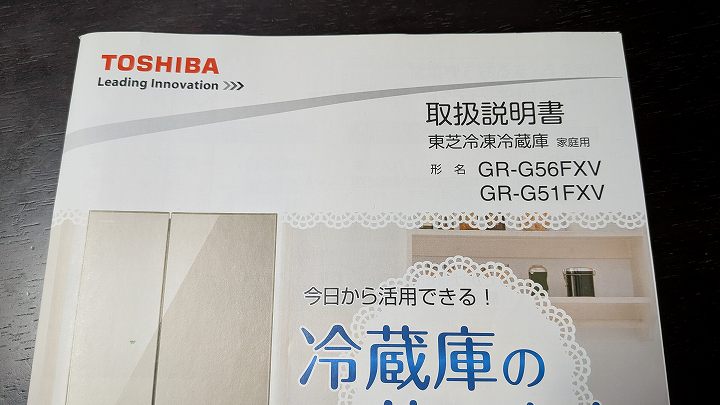 TOSHIBA
Leading Innovation >>>
取扱説明書
東芝冷凍冷蔵庫 家庭用
形 名 GR-G56FXV
GR-G51FXV
今日から活用できる!
冷蔵庫の